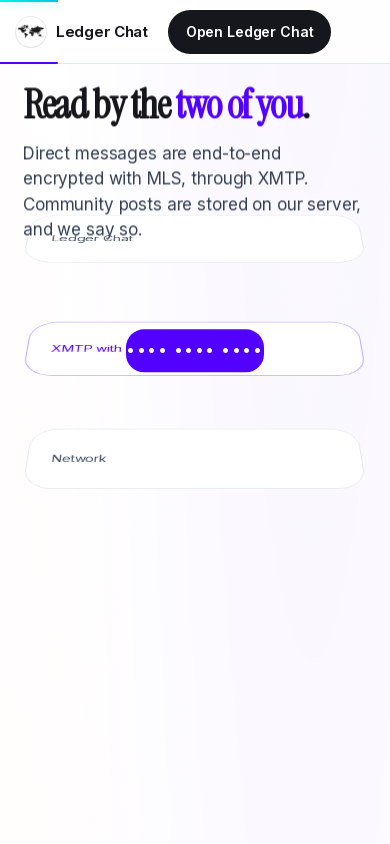 Ledger Chat
Open Ledger Chat
Read by the two of you.
Direct messages are end-to-end
encrypted with MLS, through XMTP.
Community posts are stored on our server,
and we say so.
Ledger Chat
XMTP with
Network